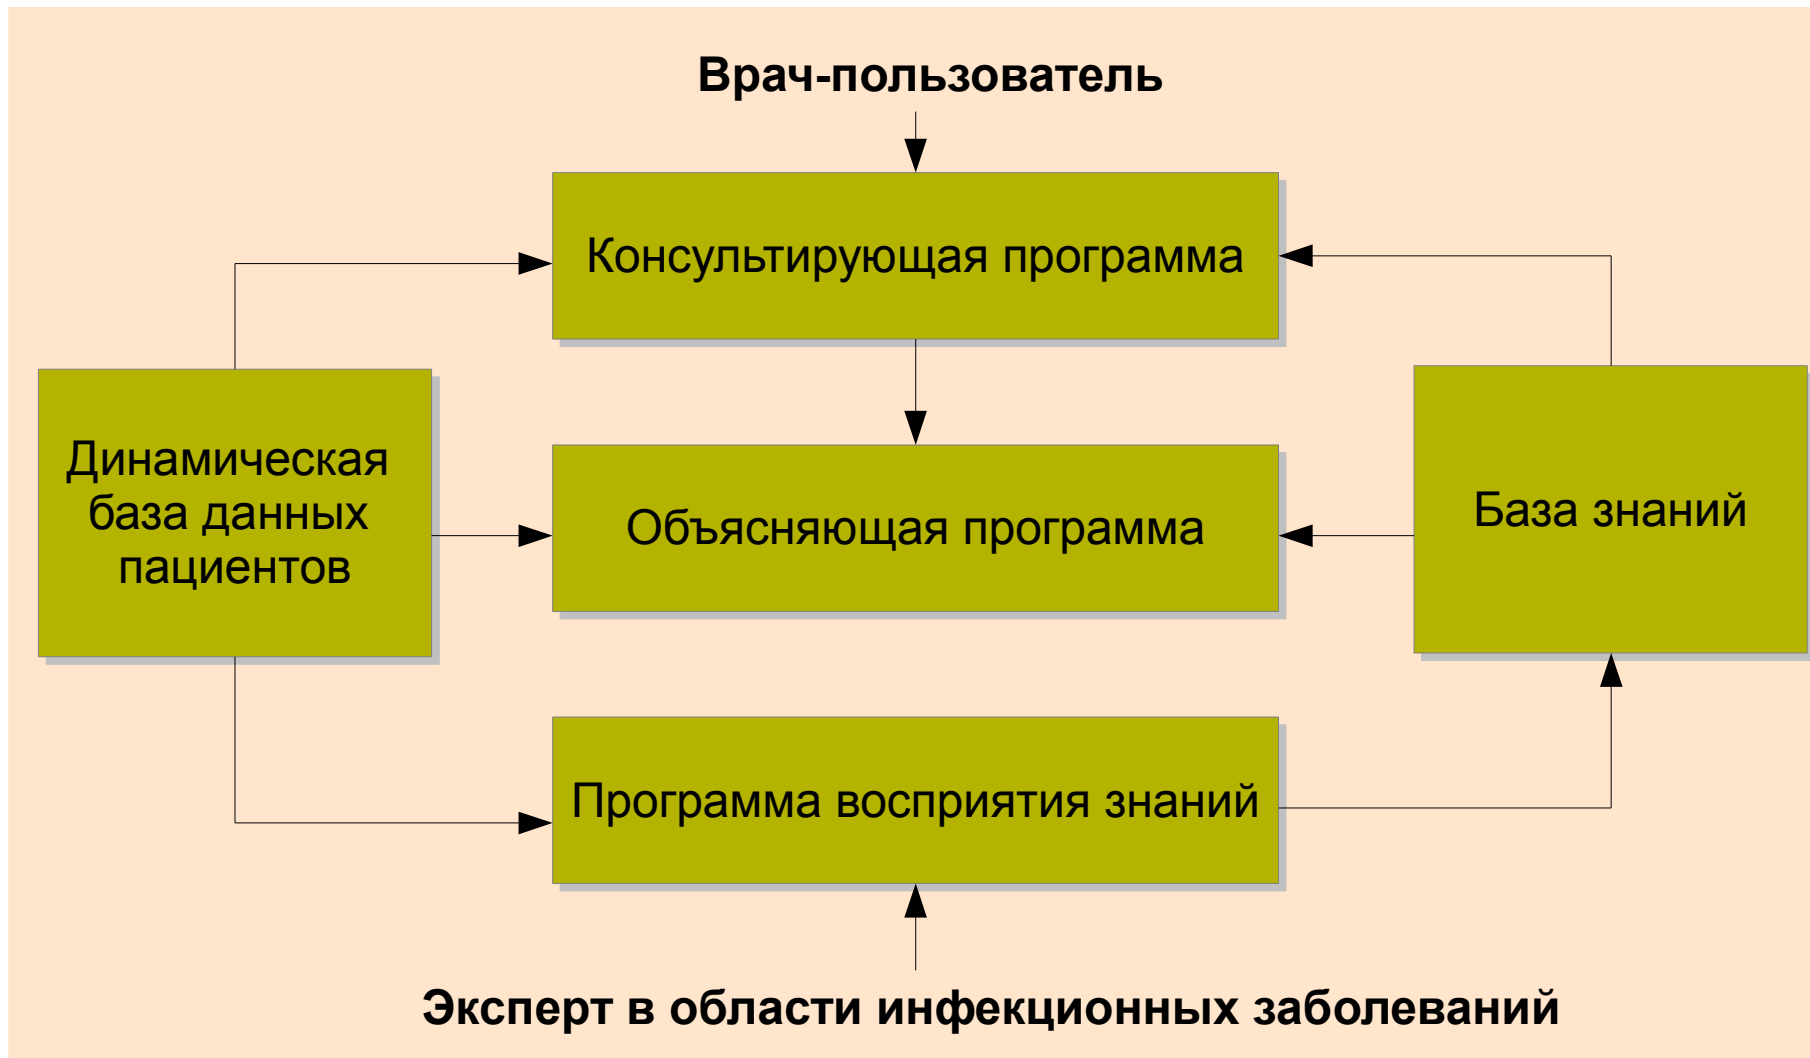 Врач-пользователь
Консультирующая программа
Динамическая
база данных
пациентов
Объясняющая программа
База знаний
Программа восприятия знаний
Эксперт в области инфекционных заболеваний